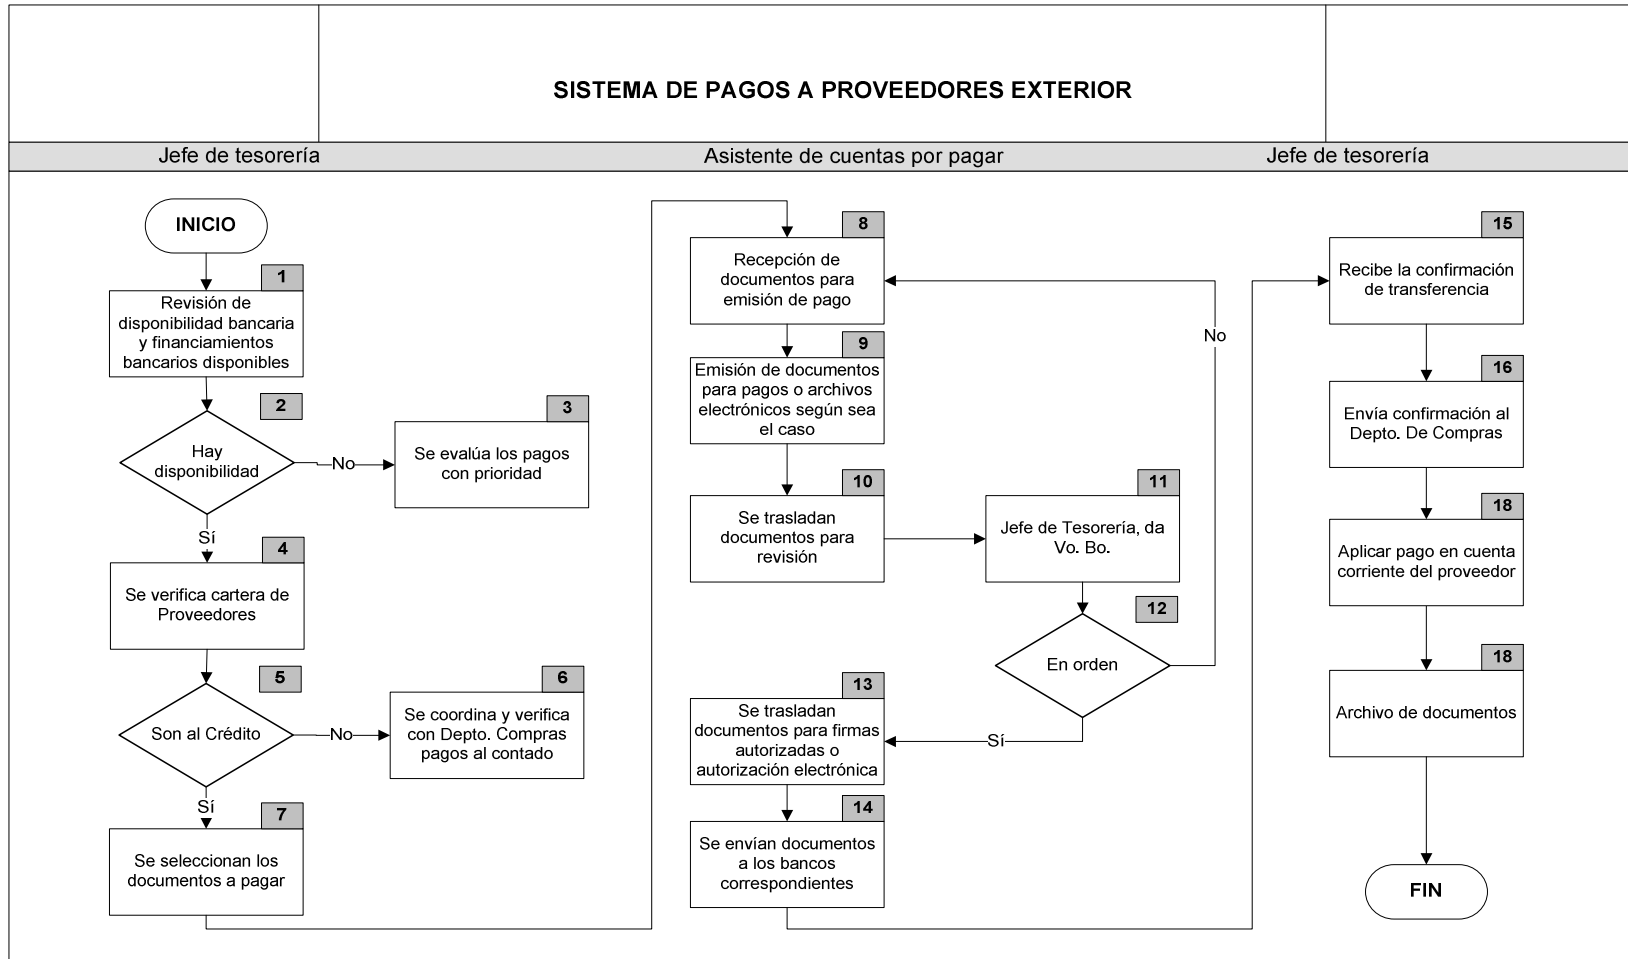 SISTEMA DE PAGOS A PROVEEDORES EXTERIOR
Jefe de tesorería
Asistente de cuentas por pagar
Jefe de tesorería
INICIO
1
Revisión de
disponibilidad bancaria
y financiamientos
bancarios disponibles
2
Hay
disponibilidad
No
3
Se evalúa los pagos
con prioridad
Sí
4
Se verifica cartera de
Proveedores
5
Son al Crédito
No
6
Se coordina y verifica
con Depto. Compras
pagos al contado
Sí
7
Se seleccionan los
documentos a pagar
8
Recepción de
documentos para
emisión de pago
9
Emisión de documentos
para pagos o archivos
electrónicos según sea
el caso
10
Se trasladan
documentos para
revisión
11
Jefe de Tesorería, da
Vo. Bo.
12
En orden
No
Sí
13
Se trasladan
documentos para firmas
autorizadas o
autorización electrónica
14
Se envían documentos
a los bancos
correspondientes
15
Recibe la confirmación
de transferencia
16
Envía confirmación al
Depto. De Compras
18
Aplicar pago en cuenta
corriente del proveedor
18
Archivo de documentos
FIN